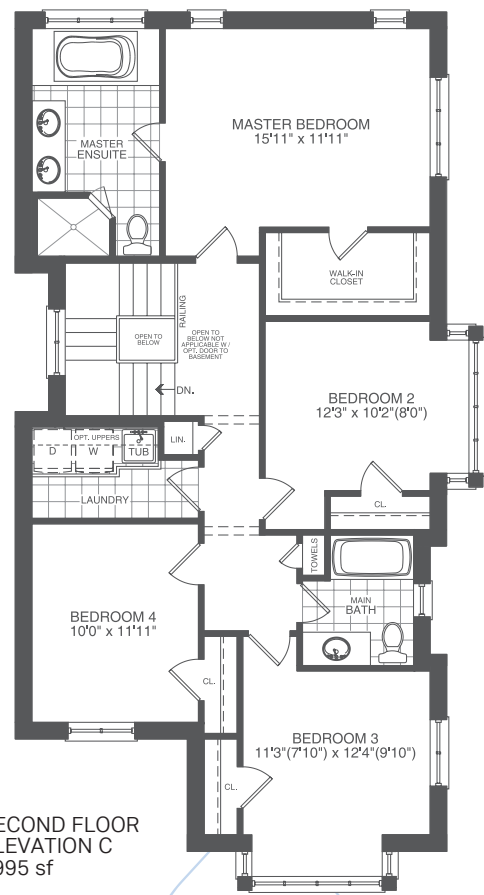 MASTER
ENSUITE
MASTER BEDROOM
15'11" x 11'11"
WALK-IN
CLOSET
RAILING
OPEN TO
BELOW
OPEN TO
BELOW NOT
APPLICABLE W /
OPT. DOOR TO
BASEMENT
DN.
BEDROOM 2
12'3" x 10'2"(8'0")
CL.
OPT. UPPERS
D
W
TUB
LIN.
LAUNDRY
TOWELS
MAIN
BATH
BEDROOM 4
10'0" x 11'11"
CL.
CL.
BEDROOM 3
11'3"(7'10") x 12'4"(9'10")
ECOND FLOOR
LEVATION C
995 sf